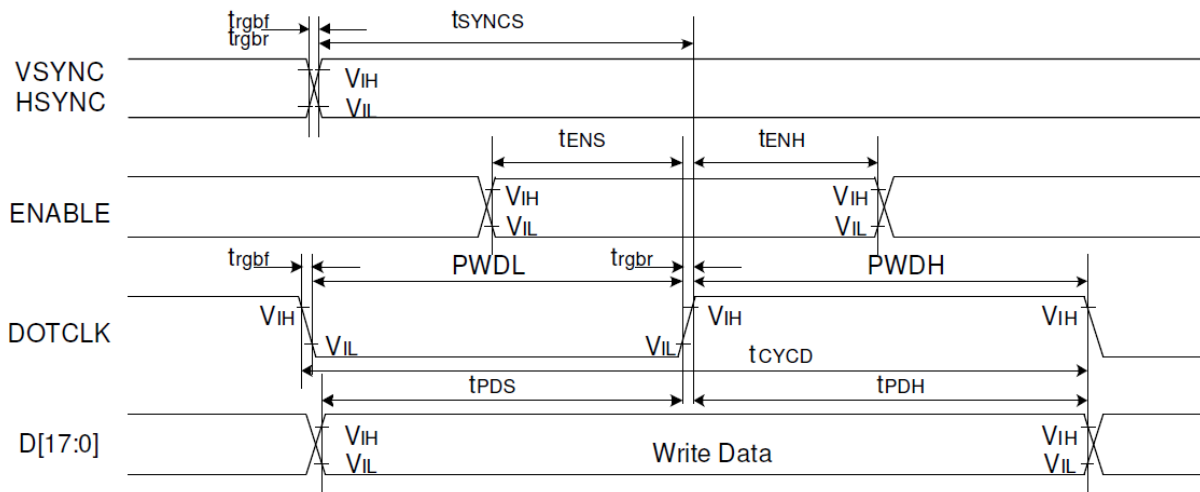 trgbf
trgbr
tSYNCS
VSYNC
HSYNC
VIH
VIL
tENS
tENH
ENABLE
VIH
VIL
VIH
VIL
trgbf
PWDL
trgbr
PWDH
DOTCLK
VIH
VIL
VIL
VIH
VIH
tCYCD
tPDS
tPDH
D[17:0]
VIH
VIL
Write Data
VIH
VIL